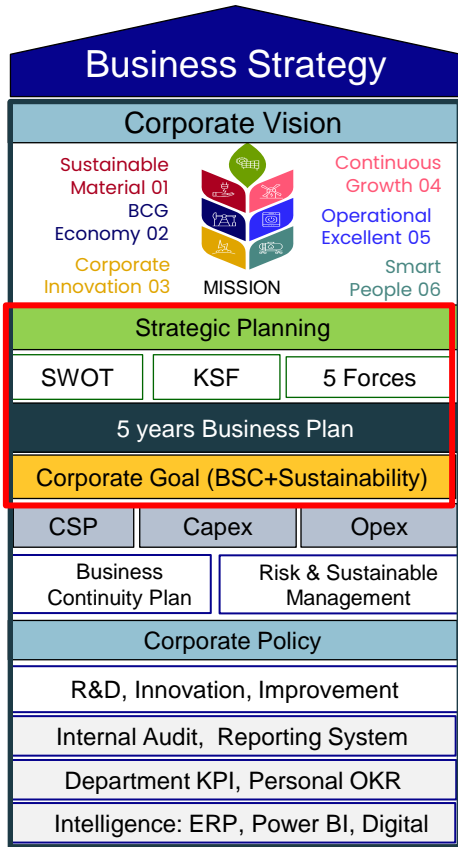 Business Strategy
Corporate Vision
Sustainable
Material 01
BCG
Economy 02
Corporate
Innovation 03
MISSION
Continuous
Growth 04
Operational
Excellent 05
Smart
People 06
Strategic Planning
SWOT
KSF
5 Forces
5 years Business Plan
Corporate Goal (BSC+Sustainability)
CSP
Capex
Opex
Business
Continuity Plan
Risk & Sustainable
Management
Corporate Policy
R&D, Innovation, Improvement
Internal Audit, Reporting System
Department KPI, Personal OKR
Intelligence: ERP, Power BI, Digital